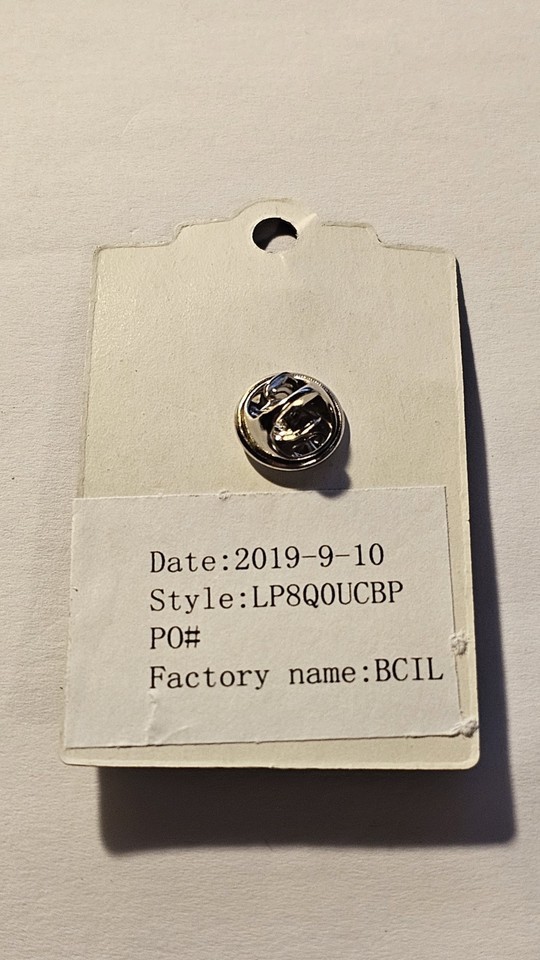 Date:2019-9-10
Style:LP8Q0UCBP
PO#
Factory name:BCIL